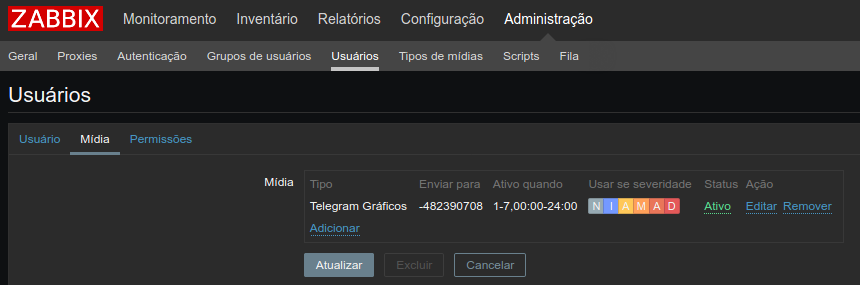 ZABBIX Monitoramento Inventário Relatórios Configuração Administração
Geral Proxies Autenticação Grupos de usuários Usuários Tipos de mídias Scripts Fila
Usuários
Usuário Mídia Permissões
Mídia Tipo Enviar para Ativo quando Usar se severidade Status Ação
Telegram Gráficos -482390708 1-7,00:00-24:00 N I A M A D Ativo Editar Remover
Adicionar
Atualizar Excluir Cancelar